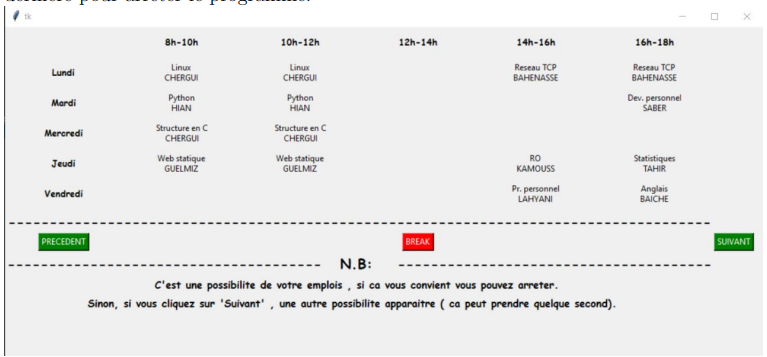 derniere pour arreter le programme.
tk
8h-10h 10h-12h 12h-14h 14h-16h 16h-18h
Linux Linux Reseau TCP Reseau TCP
Lundi
CHERGUI CHERGUI BAHENASSE BAHENASSE
Python Python Dev. personnel
Mardi
HIAN HIAN SABER
Structure en C Structure en C
Mercredi
CHERGUI CHERGUI
Web statique Web statique RO Statistiques
Jeudi
GUELMIZ GUELMIZ KAMOUSS TAHIR
Pr. personnel Anglais
Vendredi
LAHYANI BAICHE
PRECEDENT BREAK SUIVANT
N.B:
C'est une possibilite de votre emplois , si ca vous convient vous pouvez arreter.
Sinon, si vous cliquez sur 'Suivant' , une autre possibilite apparaitre ( ca peut prendre quelque second).